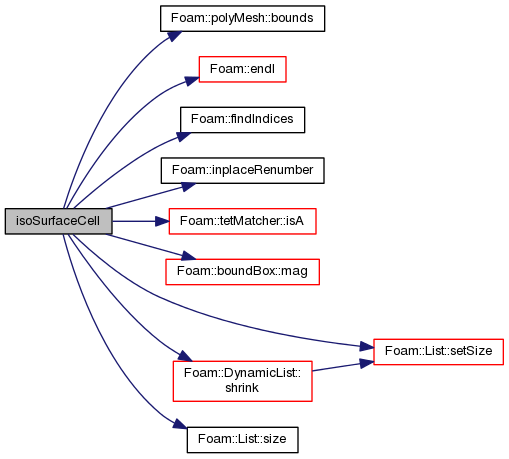 Foam::polyMesh::bounds
Foam::endl
Foam::findIndices
Foam::inplaceRenumber
isoSurfaceCell
Foam::tetMatcher::isA
Foam::boundBox::mag
Foam::List::setSize
Foam::DynamicList::
shrink
Foam::List::size